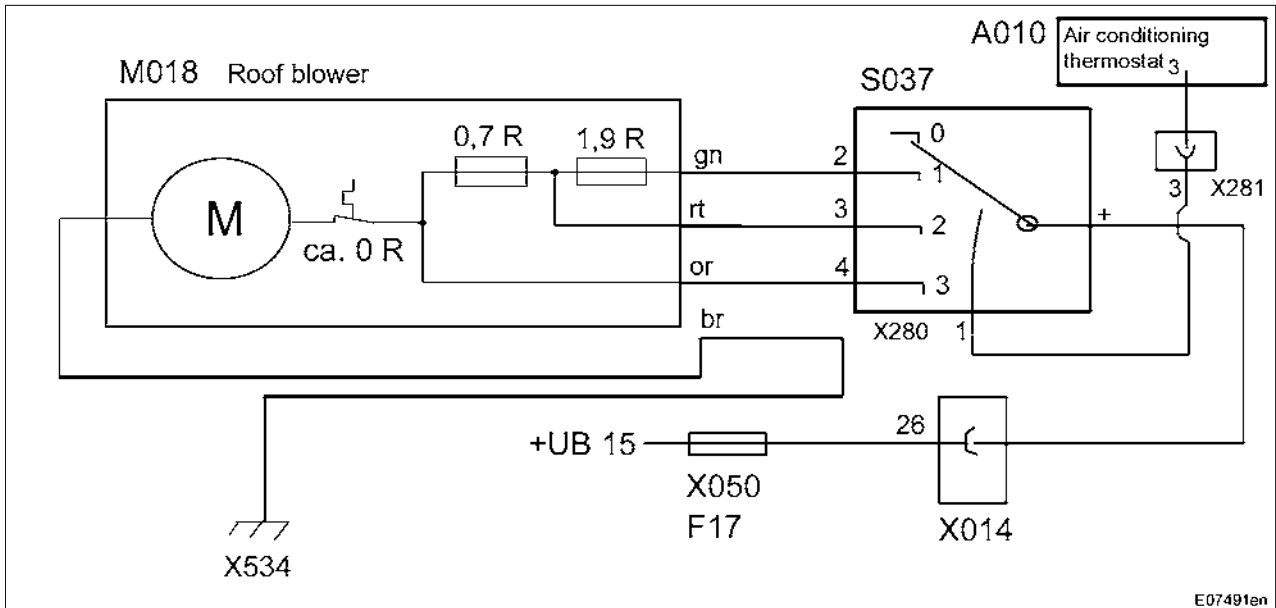 A010
Air conditioning
thermostat 3
M018 Roof blower
S037
0,7 R
1,9 R
gn
2
0
1
3
X281
rt
3
2
+
M
ca. 0 R
or
4
3
br
X280
1
+UB 15
26
X050
F17
X014
X534
E07491en